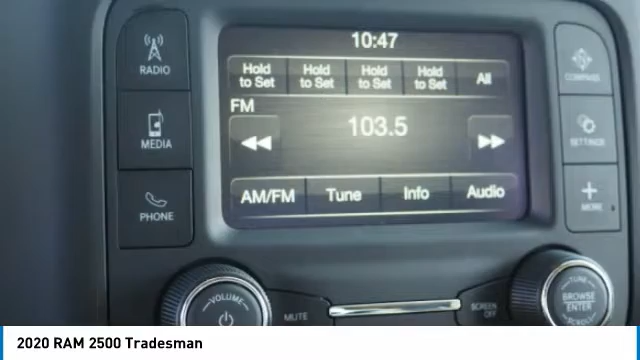 10:47
RADIO
Hold to Set
Hold to Set
Hold to Set
Hold to Set
All
COMPASS
FM
103.5
MEDIA
SETTINGS
PHONE
AM/FM
Tune
Info
Audio
MORE
VOLUME
MUTE
SCREEN OFF
TUNE
BROWSE
ENTER
SCROLL
2020 RAM 2500 Tradesman